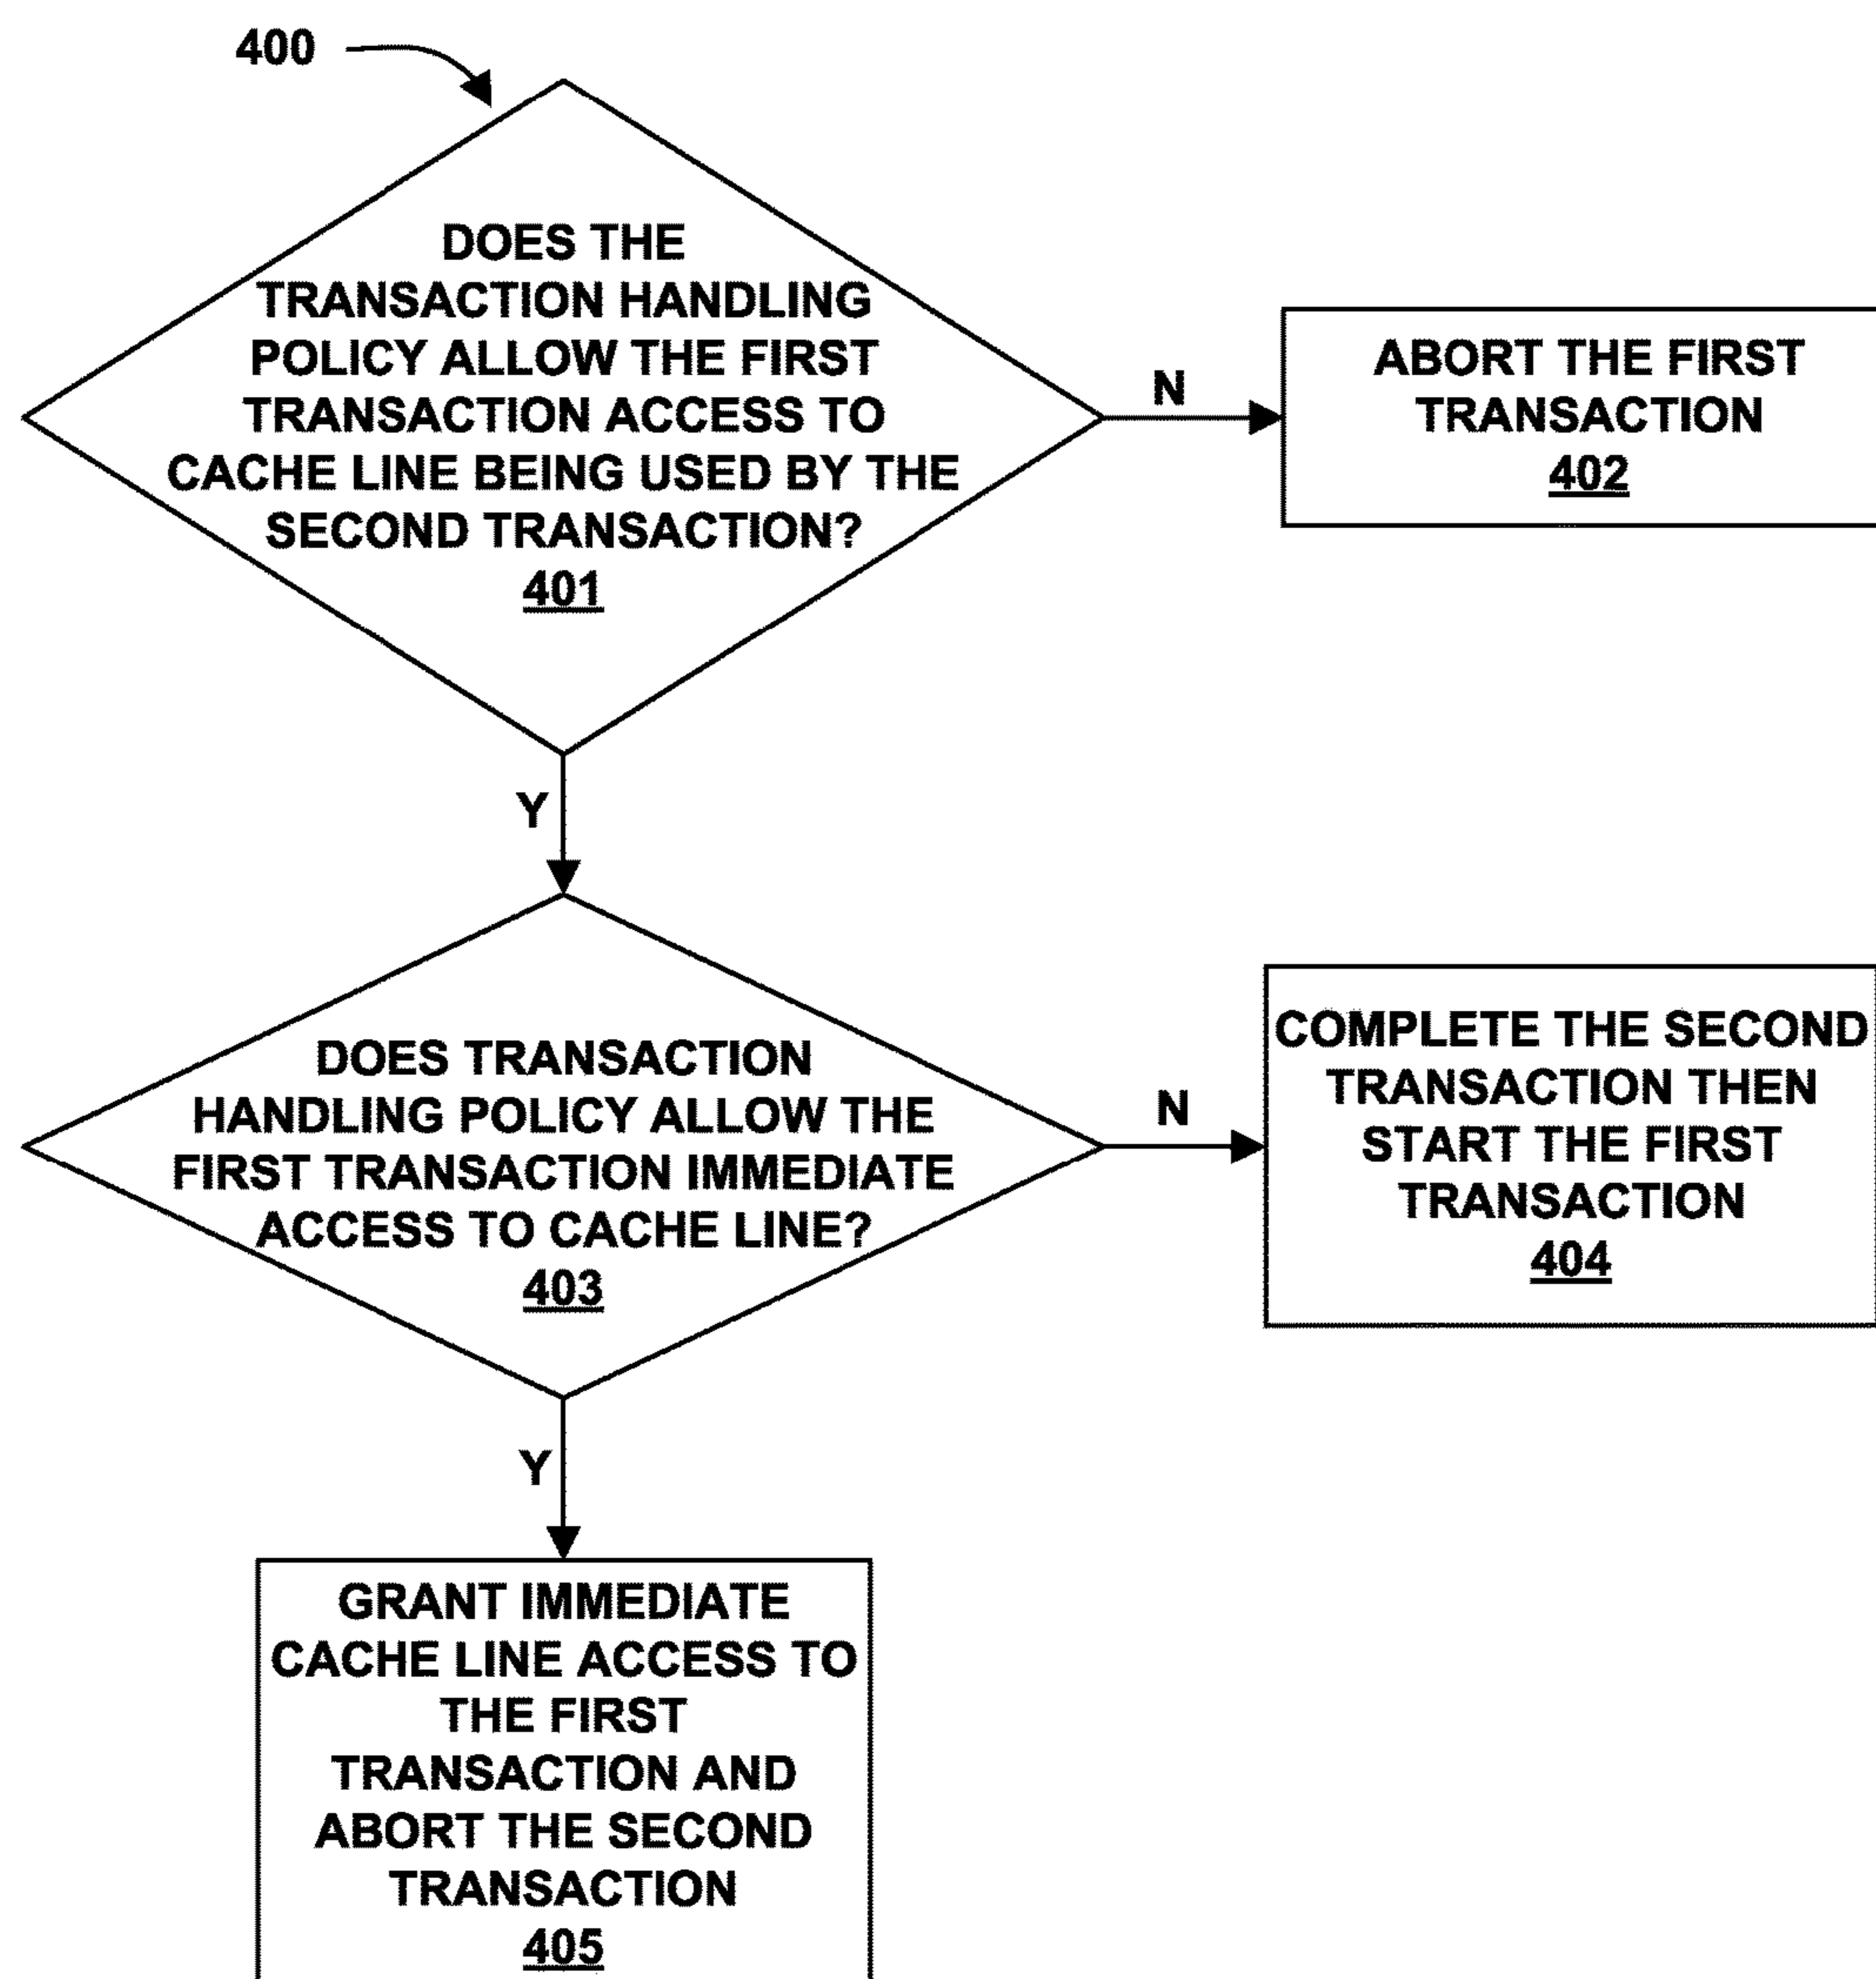 400
DOES THE
TRANSACTION HANDLING
POLICY ALLOW THE FIRST
TRANSACTION ACCESS TO
CACHE LINE BEING USED BY THE
SECOND TRANSACTION?
401
N
ABORT THE FIRST
TRANSACTION
402
Y
DOES TRANSACTION
HANDLING POLICY ALLOW THE
FIRST TRANSACTION IMMEDIATE
ACCESS TO CACHE LINE?
403
N
COMPLETE THE SECOND
TRANSACTION THEN
START THE FIRST
TRANSACTION
404
Y
GRANT IMMEDIATE
CACHE LINE ACCESS TO
THE FIRST
TRANSACTION AND
ABORT THE SECOND
TRANSACTION
405